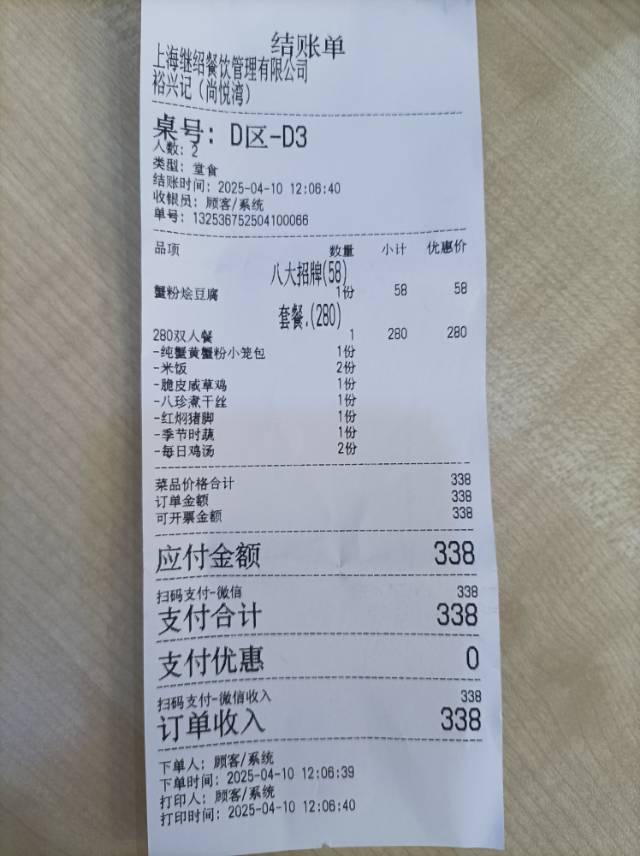 结账单
上海继绍餐饮管理有限公司
裕兴记（尚悦湾）
桌号: D区-D3
人数: 2
类型: 堂食
结账时间: 2025-04-10 12:06:40
收银员: 顾客/系统
单号: 132536752504100066
品项 数量 小计 优惠价
八大招牌(58)
蟹粉烩豆腐 1份 58 58
套餐.(280)
280双人餐 1 280 280
-纯蟹黄蟹粉小笼包 1份
-米饭 2份
-脆皮咸草鸡 1份
-八珍煮干丝 1份
-红焖猪脚 1份
-季节时蔬 1份
-每日鸡汤 2份
菜品价格合计 338
订单金额 338
可开票金额 338
应付金额 338
扫码支付-微信 338
支付合计 338
支付优惠 0
扫码支付-微信收入 338
订单收入 338
下单人: 顾客/系统
下单时间: 2025-04-10 12:06:39
打印人: 顾客/系统
打印时间: 2025-04-10 12:06:40